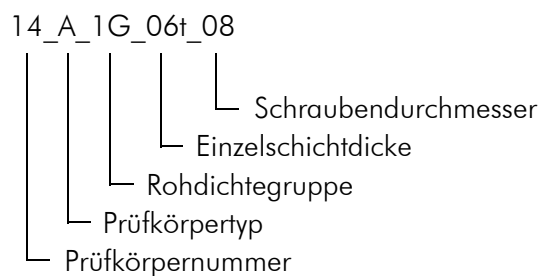 14_A_1G_06t_08
Schraubendurchmesser
Einzelschichtdicke
Rohdichtegruppe
Prüfkörpertyp
Prüfkörpernummer